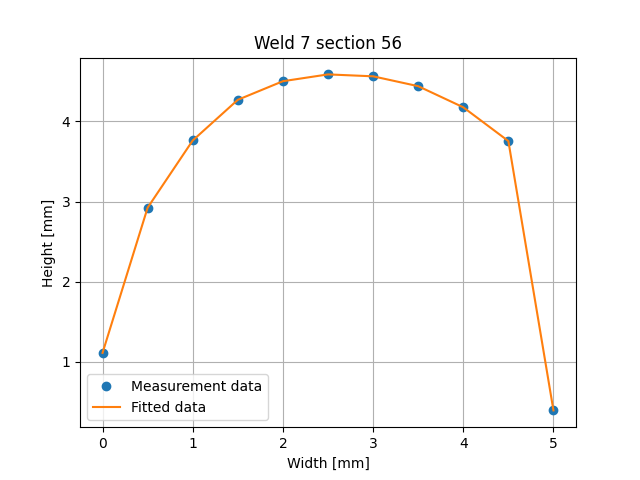 Weld 7 section 56
Height [mm]
4
3
2
1
Measurement data
Fitted data
0 1 2 3 4 5
Width [mm]